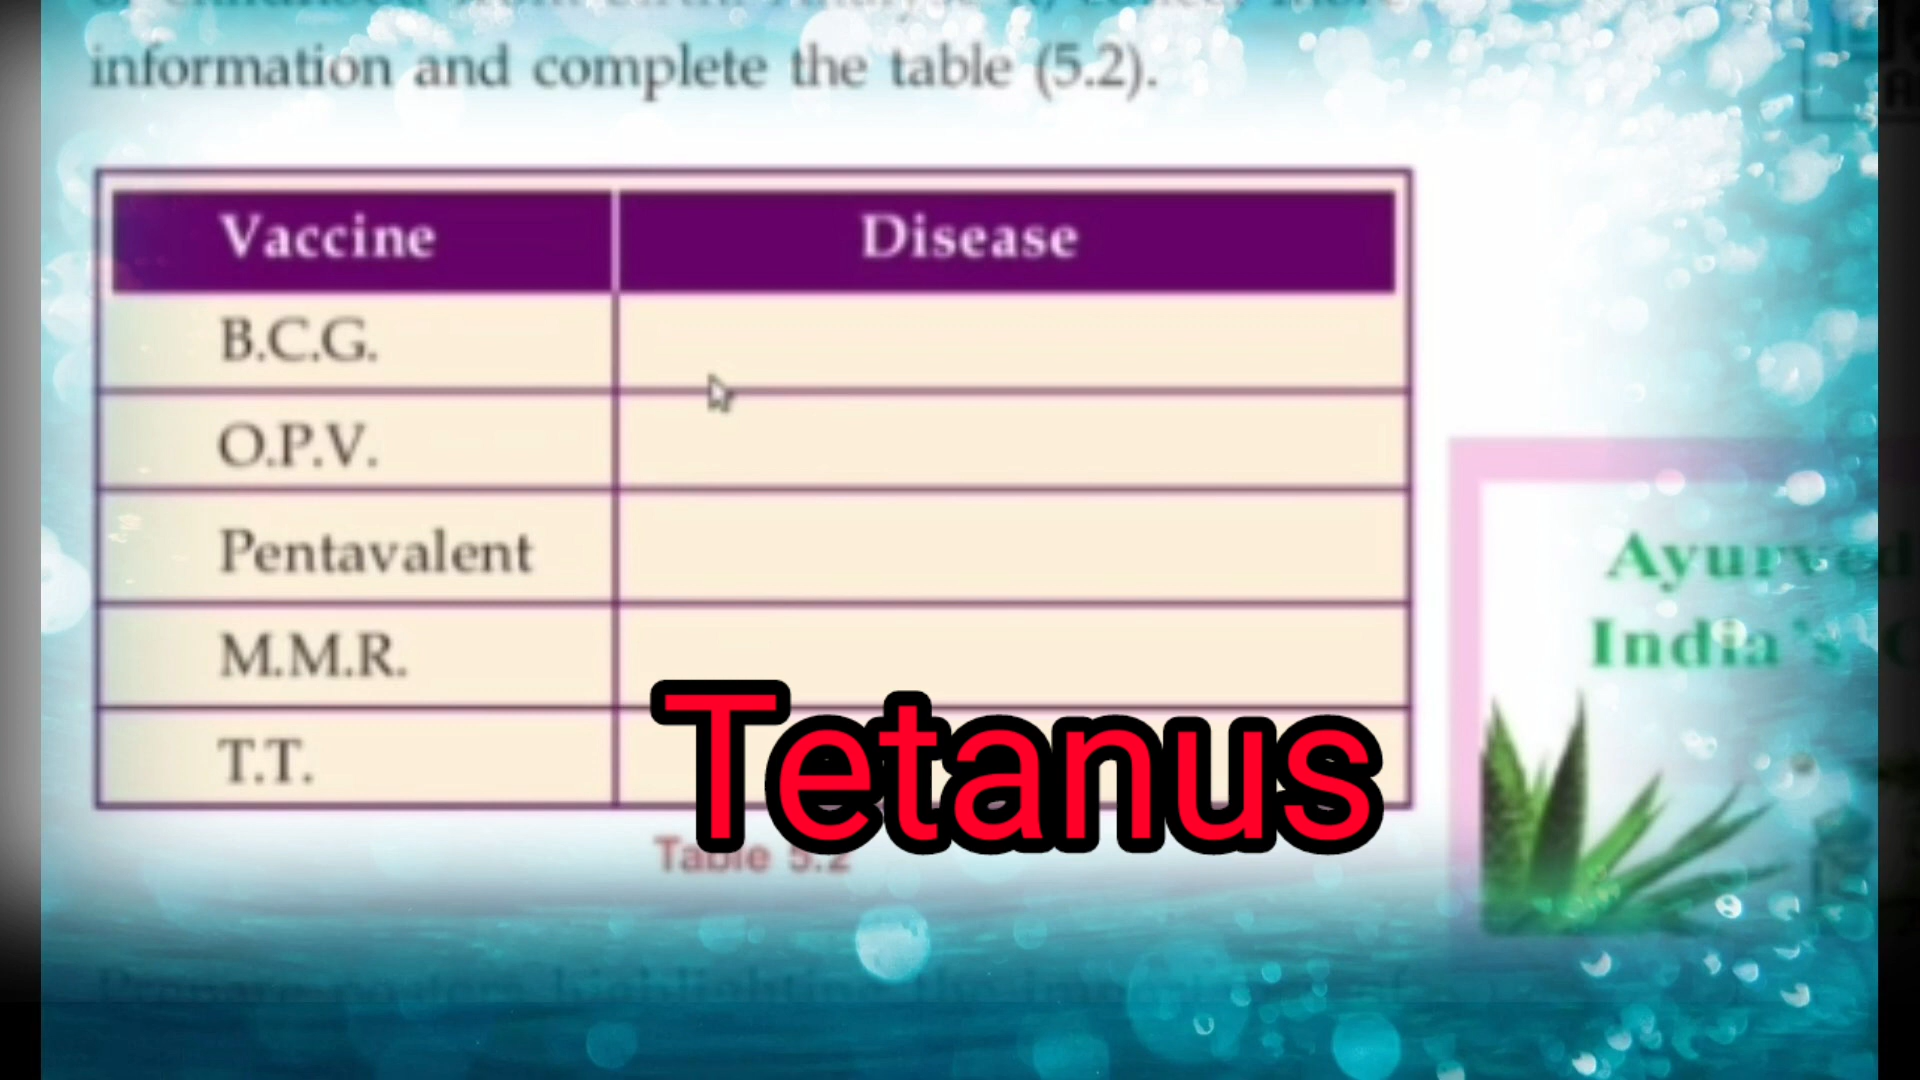 information and complete the table (5.2).
Vaccine Disease
B.C.G.
O.P.V.
Pentavalent
M.M.R.
T.T. Tetanus
Table 5.2
Ayurved
India's